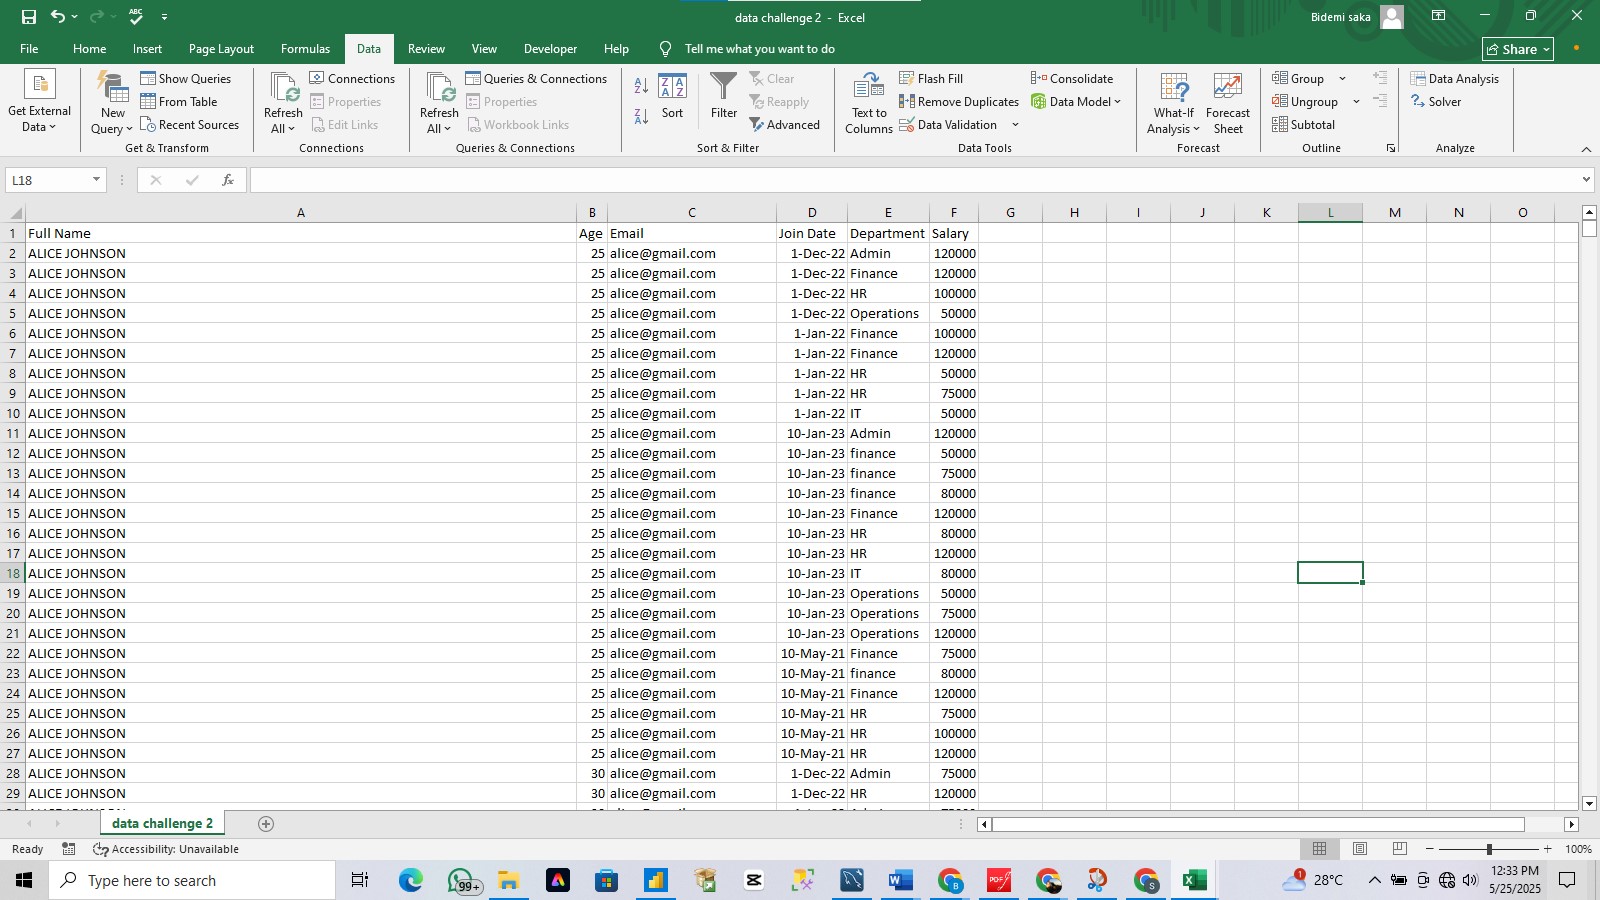 ABC
data challenge 2 - Excel
Bidemi saka
File Home Insert Page Layout Formulas Data Review View Developer Help Tell me what you want to do
Share
Get External Data
New Query
Show Queries
From Table
Recent Sources
Get & Transform
Refresh All
Connections
Properties
Edit Links
Connections
Refresh All
Queries & Connections
Properties
Workbook Links
Queries & Connections
Sort
Filter
Clear
Reapply
Advanced
Sort & Filter
Text to Columns
Flash Fill
Remove Duplicates
Data Validation
Consolidate
Data Model
Data Tools
What-If Analysis
Forecast Sheet
Forecast
Group
Ungroup
Subtotal
Outline
Data Analysis
Solver
Analyze
L18 fx
A B C D E F G H I J K L M N O
1 Full Name Age Email Join Date Department Salary
2 ALICE JOHNSON 25 alice@gmail.com 1-Dec-22 Admin 120000
3 ALICE JOHNSON 25 alice@gmail.com 1-Dec-22 Finance 120000
4 ALICE JOHNSON 25 alice@gmail.com 1-Dec-22 HR 100000
5 ALICE JOHNSON 25 alice@gmail.com 1-Dec-22 Operations 50000
6 ALICE JOHNSON 25 alice@gmail.com 1-Jan-22 Finance 100000
7 ALICE JOHNSON 25 alice@gmail.com 1-Jan-22 Finance 120000
8 ALICE JOHNSON 25 alice@gmail.com 1-Jan-22 HR 50000
9 ALICE JOHNSON 25 alice@gmail.com 1-Jan-22 HR 75000
10 ALICE JOHNSON 25 alice@gmail.com 1-Jan-22 IT 50000
11 ALICE JOHNSON 25 alice@gmail.com 10-Jan-23 Admin 120000
12 ALICE JOHNSON 25 alice@gmail.com 10-Jan-23 finance 50000
13 ALICE JOHNSON 25 alice@gmail.com 10-Jan-23 finance 75000
14 ALICE JOHNSON 25 alice@gmail.com 10-Jan-23 finance 80000
15 ALICE JOHNSON 25 alice@gmail.com 10-Jan-23 Finance 120000
16 ALICE JOHNSON 25 alice@gmail.com 10-Jan-23 HR 80000
17 ALICE JOHNSON 25 alice@gmail.com 10-Jan-23 HR 120000
18 ALICE JOHNSON 25 alice@gmail.com 10-Jan-23 IT 80000
19 ALICE JOHNSON 25 alice@gmail.com 10-Jan-23 Operations 50000
20 ALICE JOHNSON 25 alice@gmail.com 10-Jan-23 Operations 75000
21 ALICE JOHNSON 25 alice@gmail.com 10-Jan-23 Operations 120000
22 ALICE JOHNSON 25 alice@gmail.com 10-May-21 Finance 75000
23 ALICE JOHNSON 25 alice@gmail.com 10-May-21 finance 80000
24 ALICE JOHNSON 25 alice@gmail.com 10-May-21 Finance 120000
25 ALICE JOHNSON 25 alice@gmail.com 10-May-21 HR 75000
26 ALICE JOHNSON 25 alice@gmail.com 10-May-21 HR 100000
27 ALICE JOHNSON 25 alice@gmail.com 10-May-21 HR 120000
28 ALICE JOHNSON 30 alice@gmail.com 1-Dec-22 Admin 75000
29 ALICE JOHNSON 30 alice@gmail.com 1-Dec-22 HR 120000
data challenge 2
Ready Accessibility: Unavailable 100%
Type here to search
99+
28°C
12:33 PM
5/25/2025